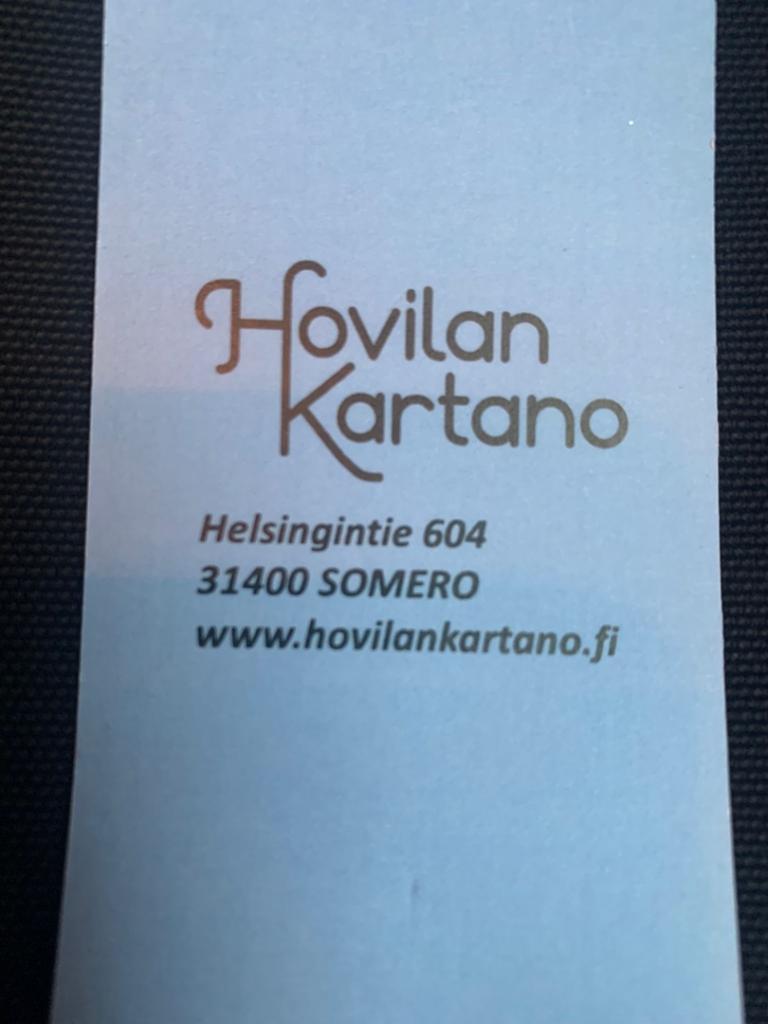 Hovilan
Kartano
Helsingintie 604
31400 SOMERO
www.hovilankartano.fi